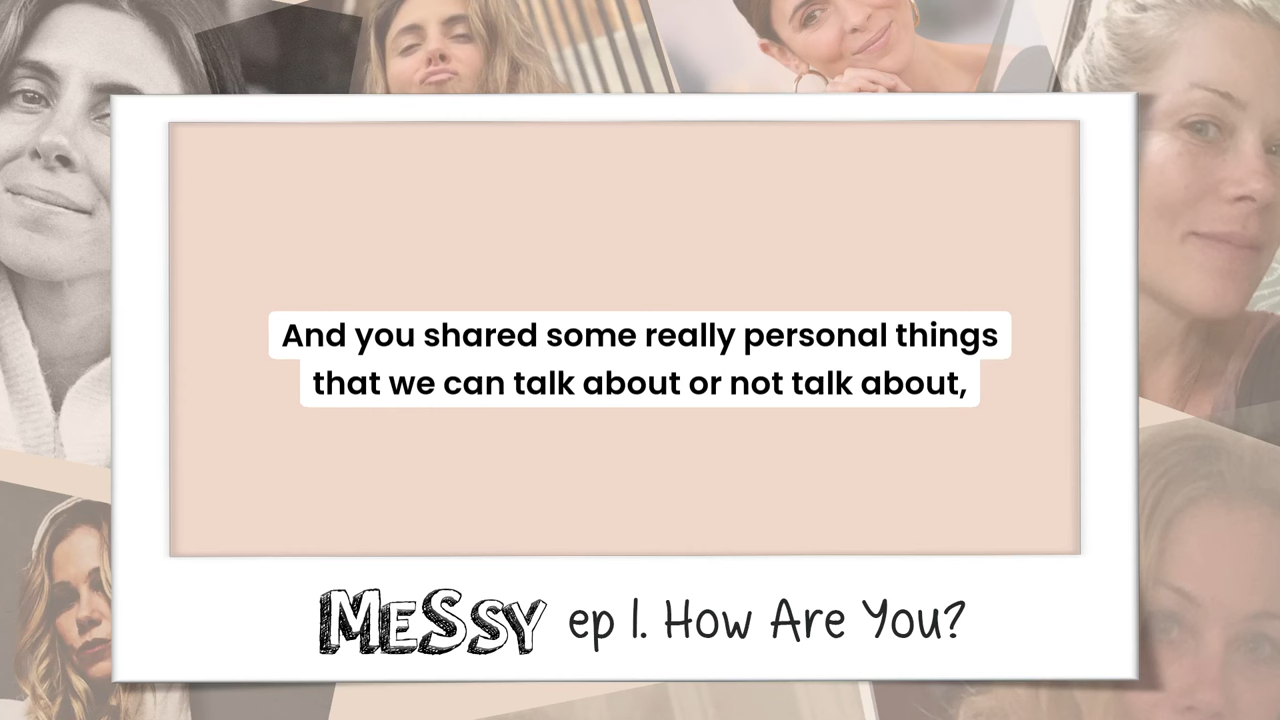 And you shared some really personal things
that we can talk about or not talk about,
MeSSY ep 1. How Are You?